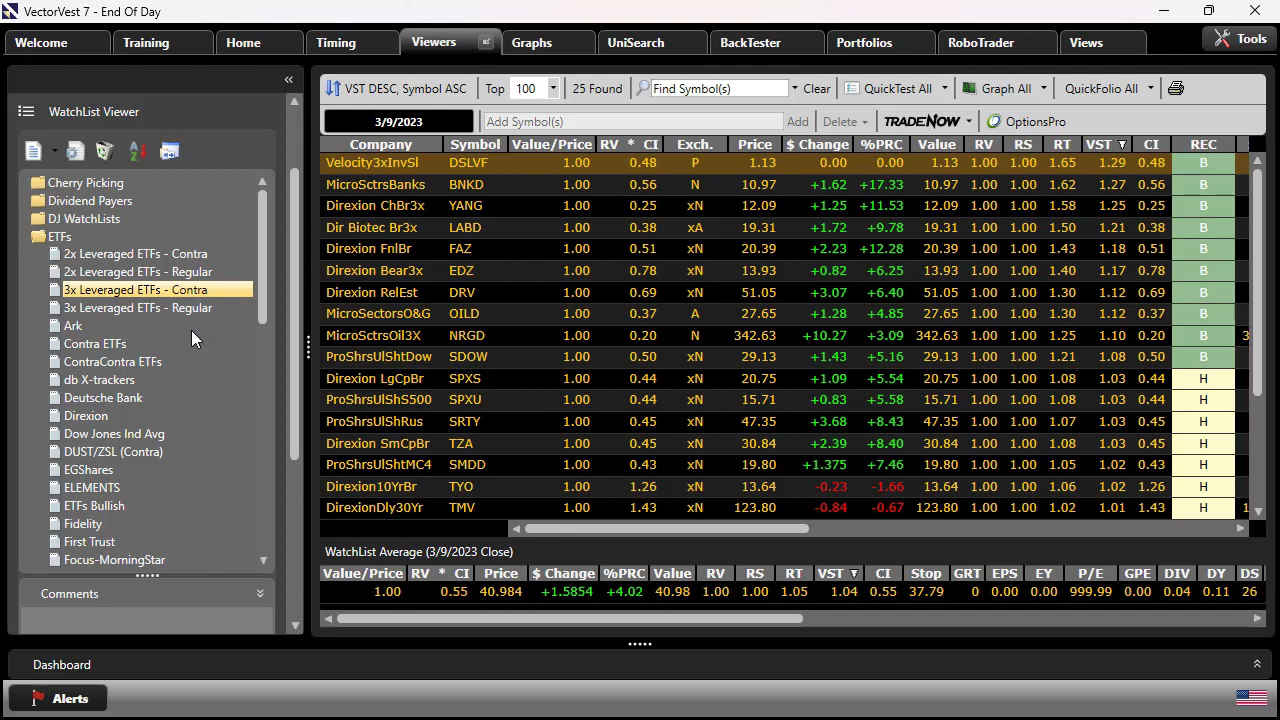 VectorVest 7 - End Of Day
Welcome Training Home Timing Viewers Graphs UniSearch BackTester Portfolios RoboTrader Views Tools
WatchList Viewer
Cherry Picking
Dividend Payers
DJ WatchLists
ETFs
2x Leveraged ETFs - Contra
2x Leveraged ETFs - Regular
3x Leveraged ETFs - Contra
3x Leveraged ETFs - Regular
Ark
Contra ETFs
ContraContra ETFs
db X-trackers
Deutsche Bank
Direxion
Dow Jones Ind Avg
DUST/ZSL (Contra)
EGShares
ELEMENTS
ETFs Bullish
Fidelity
First Trust
Focus-MorningStar
Comments
VST DESC, Symbol ASC Top 100 25 Found Find Symbol(s) Clear QuickTest All Graph All QuickFolio All
3/9/2023 Add Symbol(s) Add Delete TRADENOW OptionsPro
Company Symbol Value/Price RV * CI Exch. Price $ Change %PRC Value RV RS RT VST CI REC
Velocity3xInvSl DSLVF 1.00 0.48 P 1.13 0.00 0.00 1.13 1.00 1.00 1.65 1.29 0.48 B
MicroSctrsBanks BNKD 1.00 0.56 N 10.97 +1.62 +17.33 10.97 1.00 1.00 1.62 1.27 0.56 B
Direxion ChBr3x YANG 1.00 0.25 xN 12.09 +1.25 +11.53 12.09 1.00 1.00 1.58 1.25 0.25 B
Dir Biotec Br3x LABD 1.00 0.38 xA 19.31 +1.72 +9.78 19.31 1.00 1.00 1.50 1.21 0.38 B
Direxion FnlBr FAZ 1.00 0.51 xN 20.39 +2.23 +12.28 20.39 1.00 1.00 1.43 1.18 0.51 B
Direxion Bear3x EDZ 1.00 0.78 xN 13.93 +0.82 +6.25 13.93 1.00 1.00 1.40 1.17 0.78 B
Direxion RelEst DRV 1.00 0.69 xN 51.05 +3.07 +6.40 51.05 1.00 1.00 1.30 1.12 0.69 B
MicroSectorsO&G OILD 1.00 0.37 A 27.65 +1.28 +4.85 27.65 1.00 1.00 1.30 1.12 0.37 B
MicroSctrsOil3X NRGD 1.00 0.20 N 342.63 +10.27 +3.09 342.63 1.00 1.00 1.25 1.10 0.20 B 3
ProShrsUlShtDow SDOW 1.00 0.50 xN 29.13 +1.43 +5.16 29.13 1.00 1.00 1.21 1.08 0.50 B
Direxion LgCpBr SPXS 1.00 0.44 xN 20.75 +1.09 +5.54 20.75 1.00 1.00 1.08 1.03 0.44 H
ProShrsUlShS500 SPXU 1.00 0.44 xN 15.71 +0.83 +5.58 15.71 1.00 1.00 1.08 1.03 0.44 H
ProShrsUlShRus SRTY 1.00 0.45 xN 47.35 +3.68 +8.43 47.35 1.00 1.00 1.07 1.03 0.45 H
Direxion SmCpBr TZA 1.00 0.45 xN 30.84 +2.39 +8.40 30.84 1.00 1.00 1.08 1.03 0.45 H
ProShrsUlShtMC4 SMDD 1.00 0.43 xN 19.80 +1.375 +7.46 19.80 1.00 1.00 1.05 1.02 0.43 H
Direxion10YrBr TYO 1.00 1.26 xN 13.64 -0.23 -1.66 13.64 1.00 1.00 1.06 1.02 1.26 H
DirexionDly30Yr TMV 1.00 1.43 xN 123.80 -0.84 -0.67 123.80 1.00 1.00 1.02 1.01 1.43 H 1
WatchList Average (3/9/2023 Close)
Value/Price RV * CI Price $ Change %PRC Value RV RS RT VST CI Stop GRT EPS EY P/E GPE DIV DY DS
1.00 0.55 40.984 +1.5854 +4.02 40.98 1.00 1.00 1.05 1.04 0.55 37.79 0 0.00 0.00 999.99 0.00 0.04 0.11 26
Dashboard
Alerts